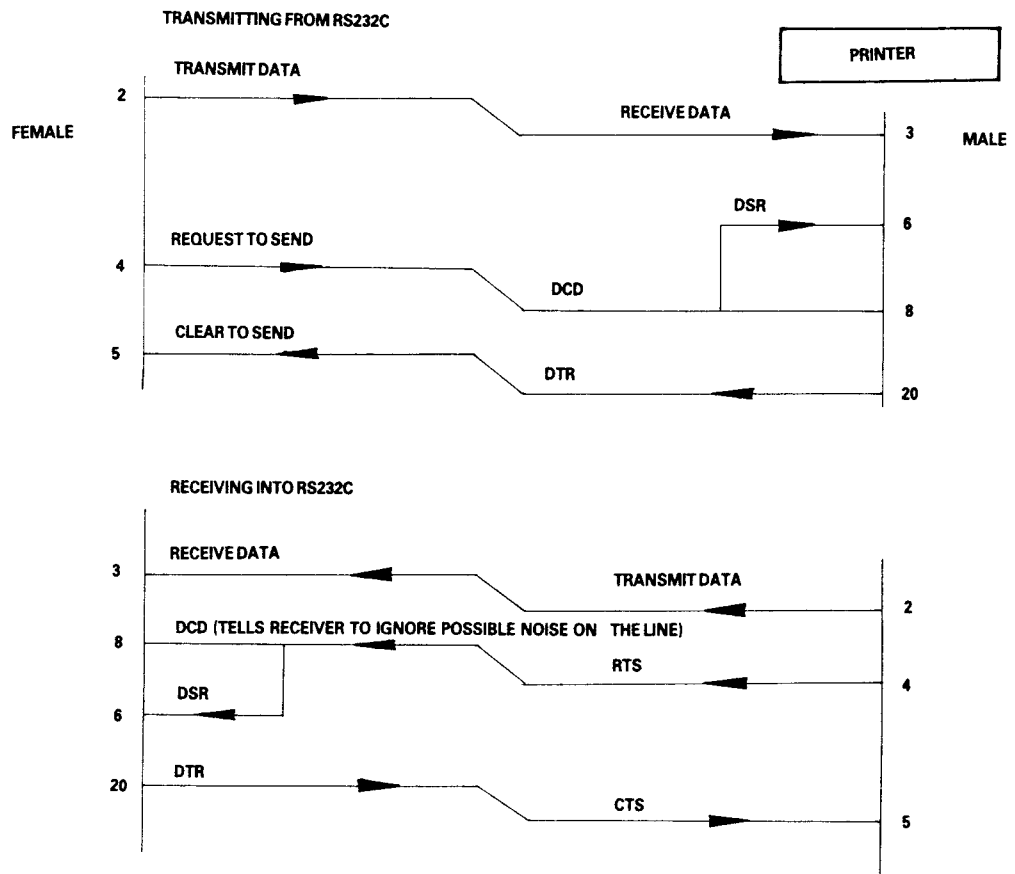 TRANSMITTING FROM RS232C
PRINTER
TRANSMIT DATA
2
RECEIVE DATA
FEMALE
3
MALE
DSR
6
REQUEST TO SEND
4
DCD
8
CLEAR TO SEND
5
DTR
20
RECEIVING INTO RS232C
RECEIVE DATA
3
TRANSMIT DATA
2
DCD (TELLS RECEIVER TO IGNORE POSSIBLE NOISE ON THE LINE)
8
RTS
4
DSR
6
DTR
20
CTS
5